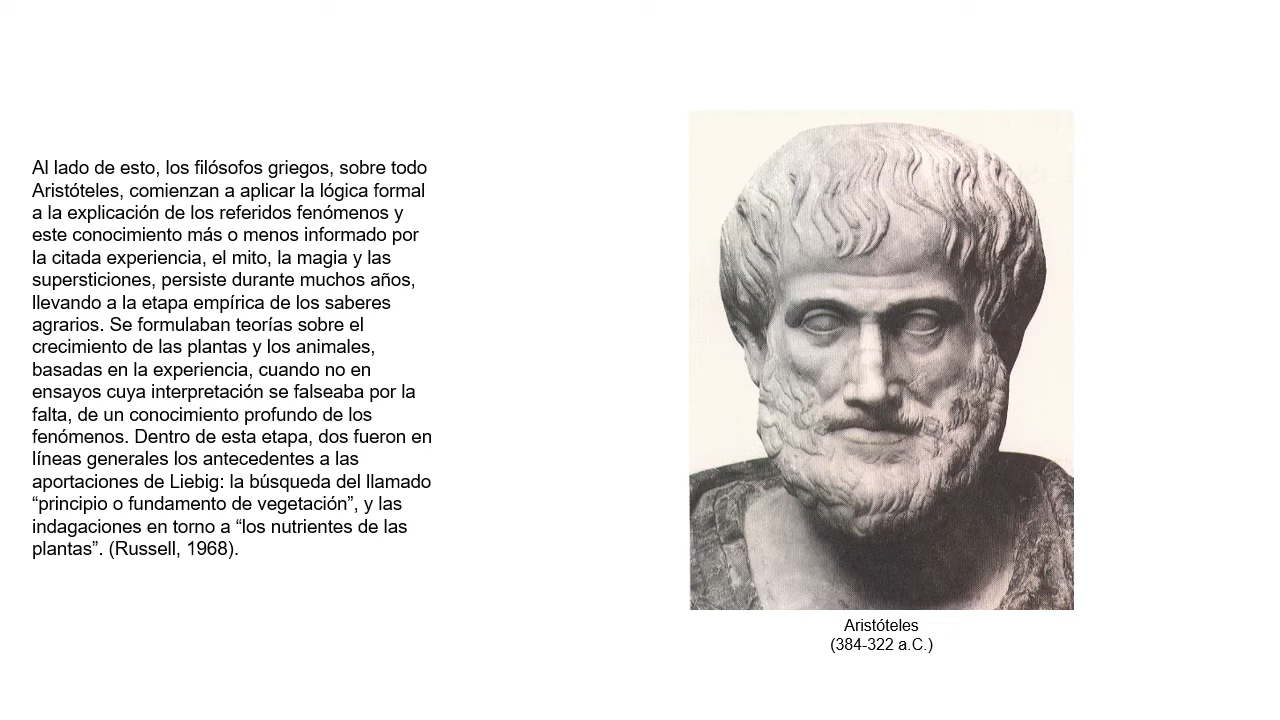 Al lado de esto, los filósofos griegos, sobre todo
Aristóteles, comienzan a aplicar la lógica formal
a la explicación de los referidos fenómenos y
este conocimiento más o menos informado por
la citada experiencia, el mito, la magia y las
supersticiones, persiste durante muchos años,
llevando a la etapa empírica de los saberes
agrarios. Se formulaban teorías sobre el
crecimiento de las plantas y los animales,
basadas en la experiencia, cuando no en
ensayos cuya interpretación se falseaba por la
falta, de un conocimiento profundo de los
fenómenos. Dentro de esta etapa, dos fueron en
líneas generales los antecedentes a las
aportaciones de Liebig: la búsqueda del llamado
“principio o fundamento de vegetación”, y las
indagaciones en torno a “los nutrientes de las
plantas”. (Russell, 1968).
Aristóteles
(384-322 a.C.)